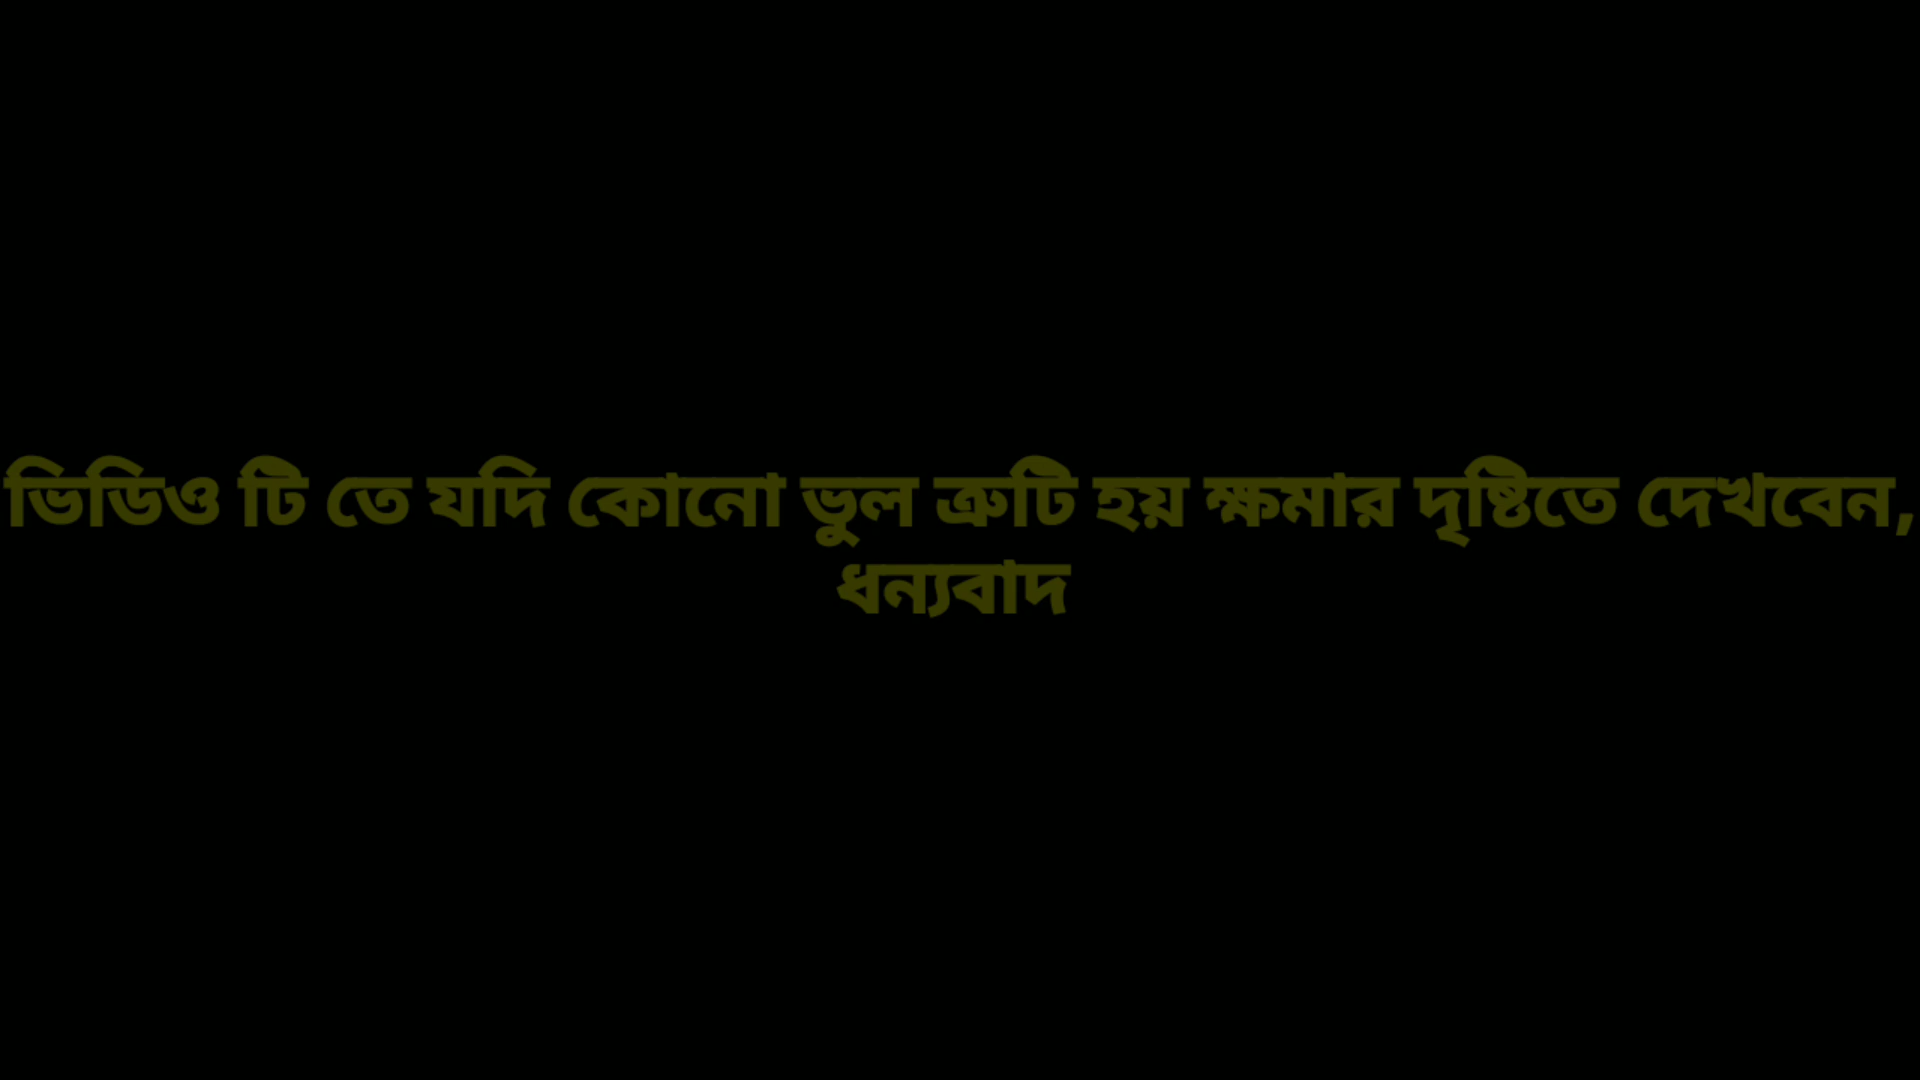 ভিডিও টি তে যদি কোনো ভুল ত্রুটি হয় ক্ষমার দৃষ্টিতে দেখবেন,
ধন্যবাদ